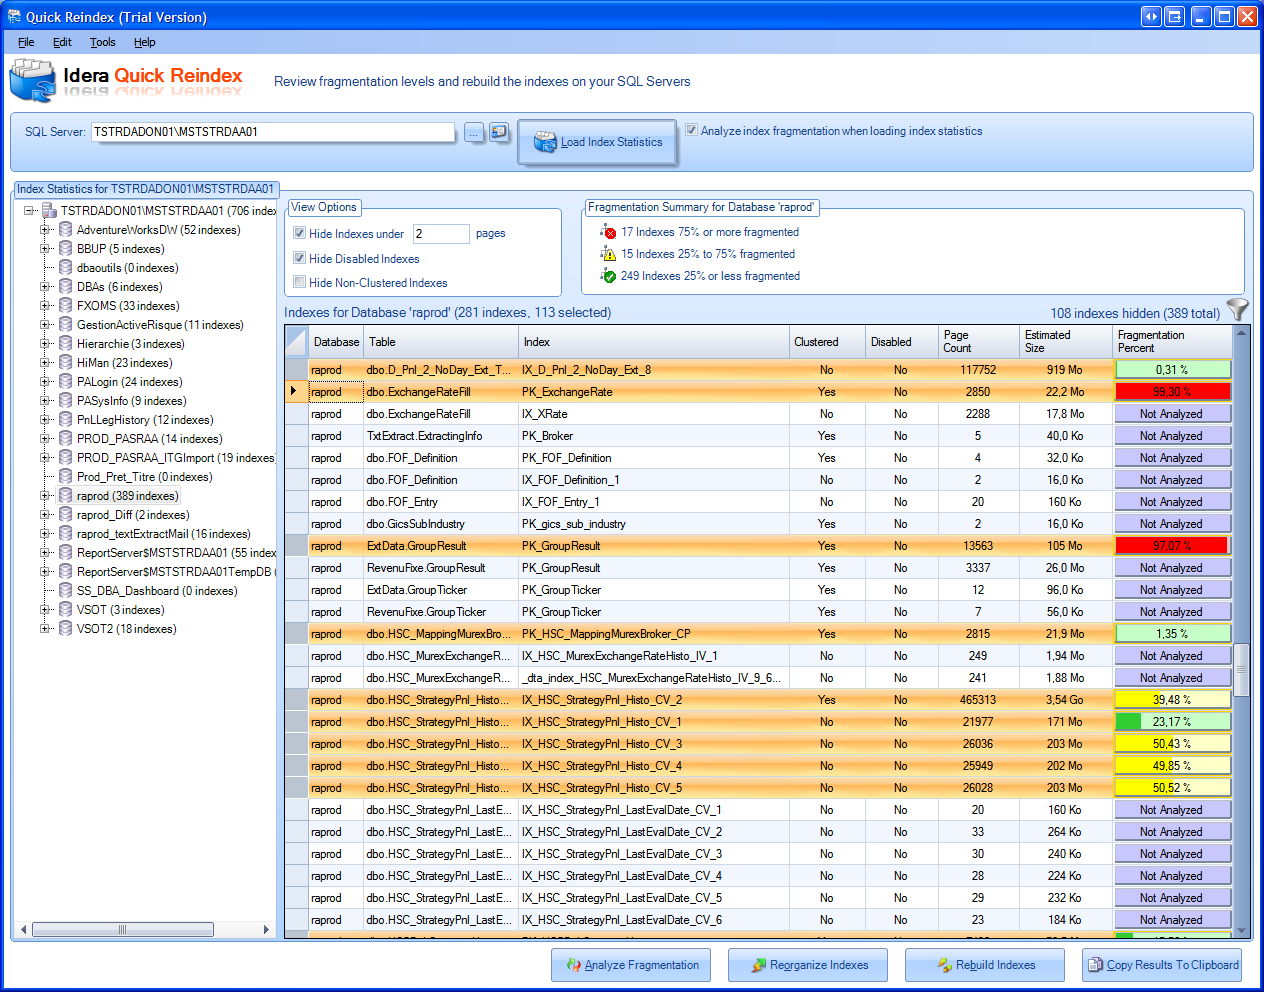 Quick Reindex (Trial Version)
File Edit Tools Help
Idera Quick Reindex
Review fragmentation levels and rebuild the indexes on your SQL Servers
SQL Server: TSTRDADON01\MSTSTRDAA01 ... Load Index Statistics Analyze index fragmentation when loading index statistics
Index Statistics for TSTRDADON01\MSTSTRDAA01
TSTRDADON01\MSTSTRDAA01 (706 index
AdventureWorksDW (52 indexes)
BBUP (5 indexes)
dbaoutils (0 indexes)
DBAs (6 indexes)
FXOMS (33 indexes)
GestionActiveRisque (11 indexes)
Hierarchie (3 indexes)
HiMan (23 indexes)
PALogin (24 indexes)
PASysInfo (9 indexes)
PnLLegHistory (12 indexes)
PROD_PASRAA (14 indexes)
PROD_PASRAA_ITGImport (19 indexes
Prod_Pret_Titre (0 indexes)
raprod (389 indexes)
raprod_Diff (2 indexes)
raprod_textExtractMail (16 indexes)
ReportServer$MSTSTRDAA01 (55 index
ReportServer$MSTSTRDAA01TempDB (
SS_DBA_Dashboard (0 indexes)
VSOT (3 indexes)
VSOT2 (18 indexes)
View Options
Hide Indexes under 2 pages
Hide Disabled Indexes
Hide Non-Clustered Indexes
Fragmentation Summary for Database 'raprod'
17 Indexes 75% or more fragmented
15 Indexes 25% to 75% fragmented
249 Indexes 25% or less fragmented
Indexes for Database 'raprod' (281 indexes, 113 selected) 108 indexes hidden (389 total)
Database Table Index Clustered Disabled Page Count Estimated Size Fragmentation Percent
raprod dbo.D_Pnl_2_NoDay_Ext_T... IX_D_Pnl_2_NoDay_Ext_8 No No 117752 919 Mo 0,31 %
raprod dbo.ExchangeRateFill PK_ExchangeRate Yes No 2850 22,2 Mo 99,30 %
raprod dbo.ExchangeRateFill IX_XRate No No 2288 17,8 Mo Not Analyzed
raprod TxtExtract.ExtractingInfo PK_Broker Yes No 5 40,0 Ko Not Analyzed
raprod dbo.FOF_Definition PK_FOF_Definition Yes No 4 32,0 Ko Not Analyzed
raprod dbo.FOF_Definition IX_FOF_Definition_1 No No 2 16,0 Ko Not Analyzed
raprod dbo.FOF_Entry IX_FOF_Entry_1 No No 20 160 Ko Not Analyzed
raprod dbo.GicsSubIndustry PK_gics_sub_industry Yes No 2 16,0 Ko Not Analyzed
raprod ExtData.GroupResult PK_GroupResult Yes No 13563 105 Mo 97,07 %
raprod RevenuFixe.GroupResult PK_GroupResult Yes No 3337 26,0 Mo Not Analyzed
raprod ExtData.GroupTicker PK_GroupTicker Yes No 12 96,0 Ko Not Analyzed
raprod RevenuFixe.GroupTicker PK_GroupTicker Yes No 7 56,0 Ko Not Analyzed
raprod dbo.HSC_MappingMurexBro... PK_HSC_MappingMurexBroker_CP Yes No 2815 21,9 Mo 1,35 %
raprod dbo.HSC_MurexExchangeR... IX_HSC_MurexExchangeRateHisto_IV_1 No No 249 1,94 Mo Not Analyzed
raprod dbo.HSC_MurexExchangeR... _dta_index_HSC_MurexExchangeRateHisto_IV_9_6... No No 241 1,88 Mo Not Analyzed
raprod dbo.HSC_StrategyPnl_Histo... IX_HSC_StrategyPnl_Histo_CV_2 Yes No 465313 3,54 Go 39,48 %
raprod dbo.HSC_StrategyPnl_Histo... IX_HSC_StrategyPnl_Histo_CV_1 No No 21977 171 Mo 23,17 %
raprod dbo.HSC_StrategyPnl_Histo... IX_HSC_StrategyPnl_Histo_CV_3 No No 26036 203 Mo 50,43 %
raprod dbo.HSC_StrategyPnl_Histo... IX_HSC_StrategyPnl_Histo_CV_4 No No 25949 202 Mo 49,85 %
raprod dbo.HSC_StrategyPnl_Histo... IX_HSC_StrategyPnl_Histo_CV_5 No No 26028 203 Mo 50,52 %
raprod dbo.HSC_StrategyPnl_LastE... IX_HSC_StrategyPnl_LastEvalDate_CV_1 No No 20 160 Ko Not Analyzed
raprod dbo.HSC_StrategyPnl_LastE... IX_HSC_StrategyPnl_LastEvalDate_CV_2 No No 33 264 Ko Not Analyzed
raprod dbo.HSC_StrategyPnl_LastE... IX_HSC_StrategyPnl_LastEvalDate_CV_3 No No 30 240 Ko Not Analyzed
raprod dbo.HSC_StrategyPnl_LastE... IX_HSC_StrategyPnl_LastEvalDate_CV_4 No No 28 224 Ko Not Analyzed
raprod dbo.HSC_StrategyPnl_LastE... IX_HSC_StrategyPnl_LastEvalDate_CV_5 No No 29 232 Ko Not Analyzed
raprod dbo.HSC_StrategyPnl_LastE... IX_HSC_StrategyPnl_LastEvalDate_CV_6 No No 23 184 Ko Not Analyzed
Analyze Fragmentation Reorganize Indexes Rebuild Indexes Copy Results To Clipboard